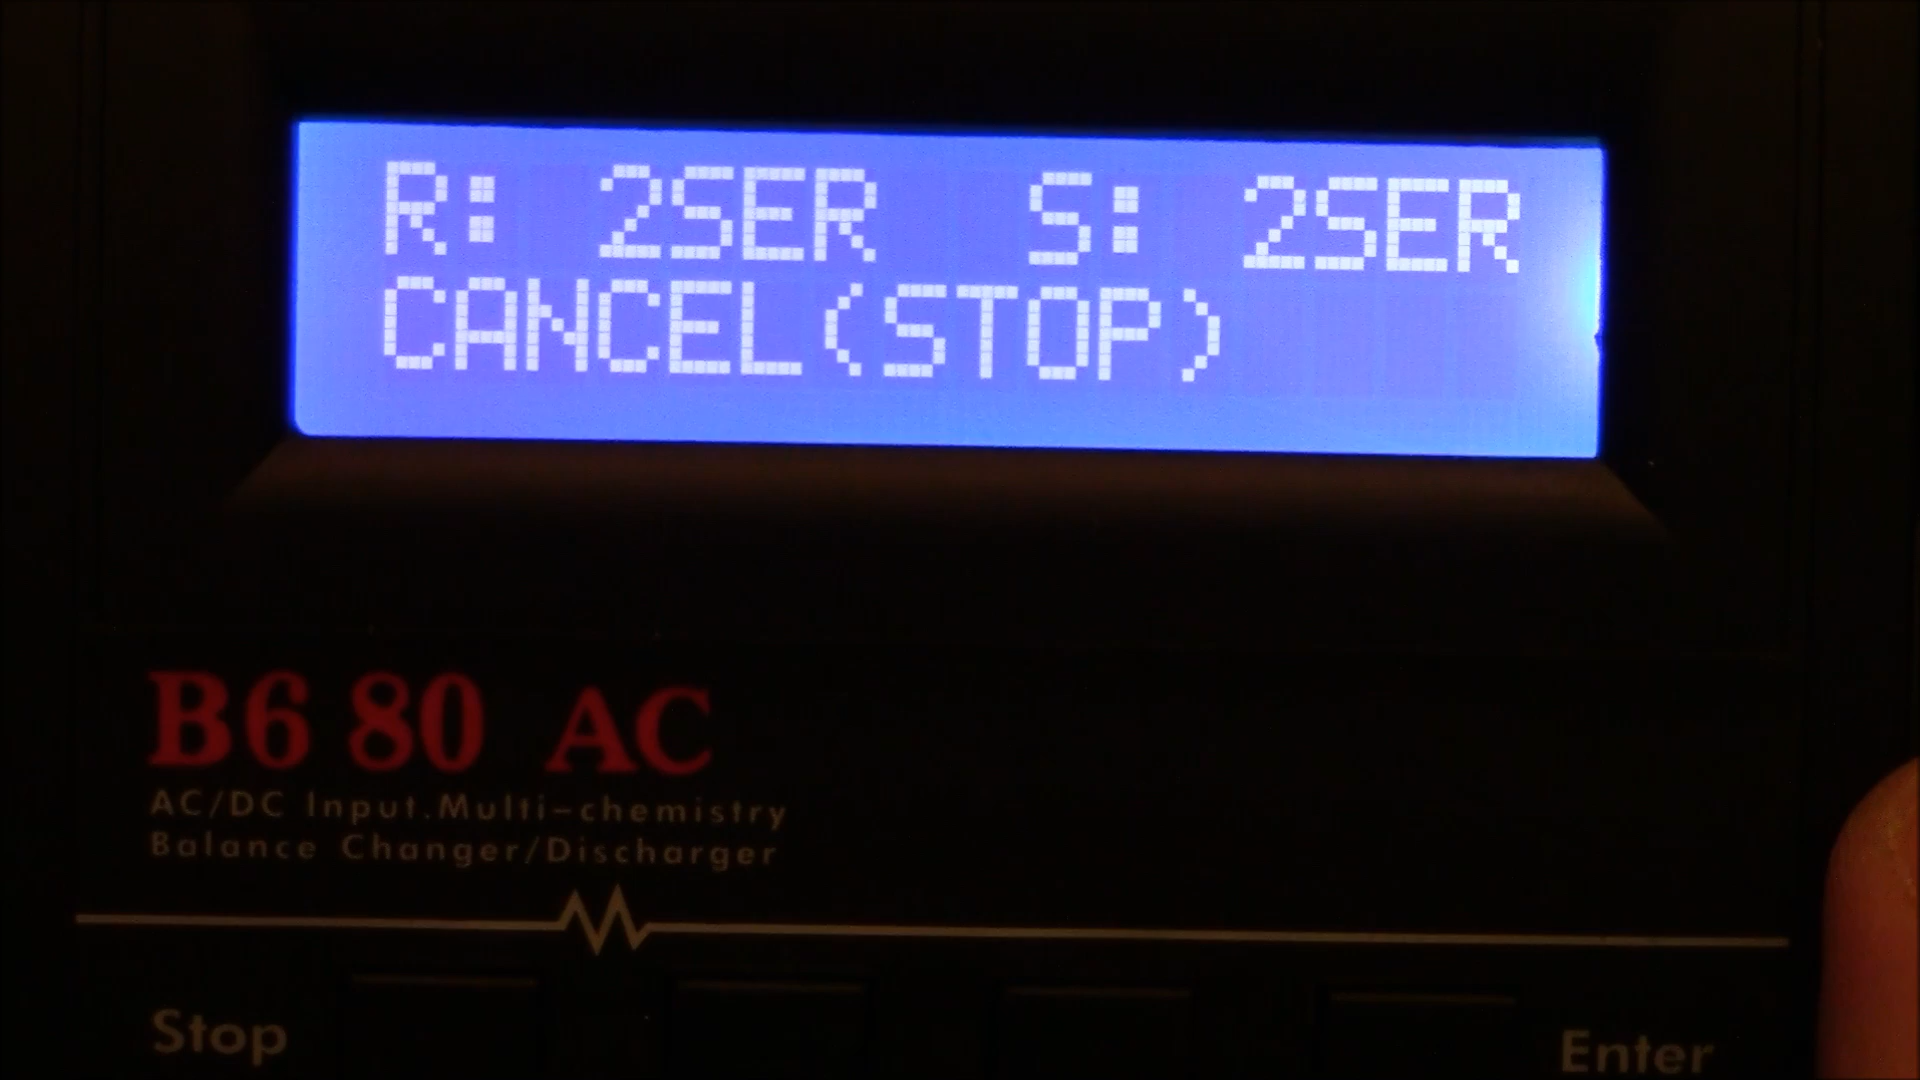 R: 2SER S: 2SER
CANCEL(STOP)
B6 80 AC
AC/DC Input.Multi-chemistry
Balance Changer/Discharger
Stop
Enter